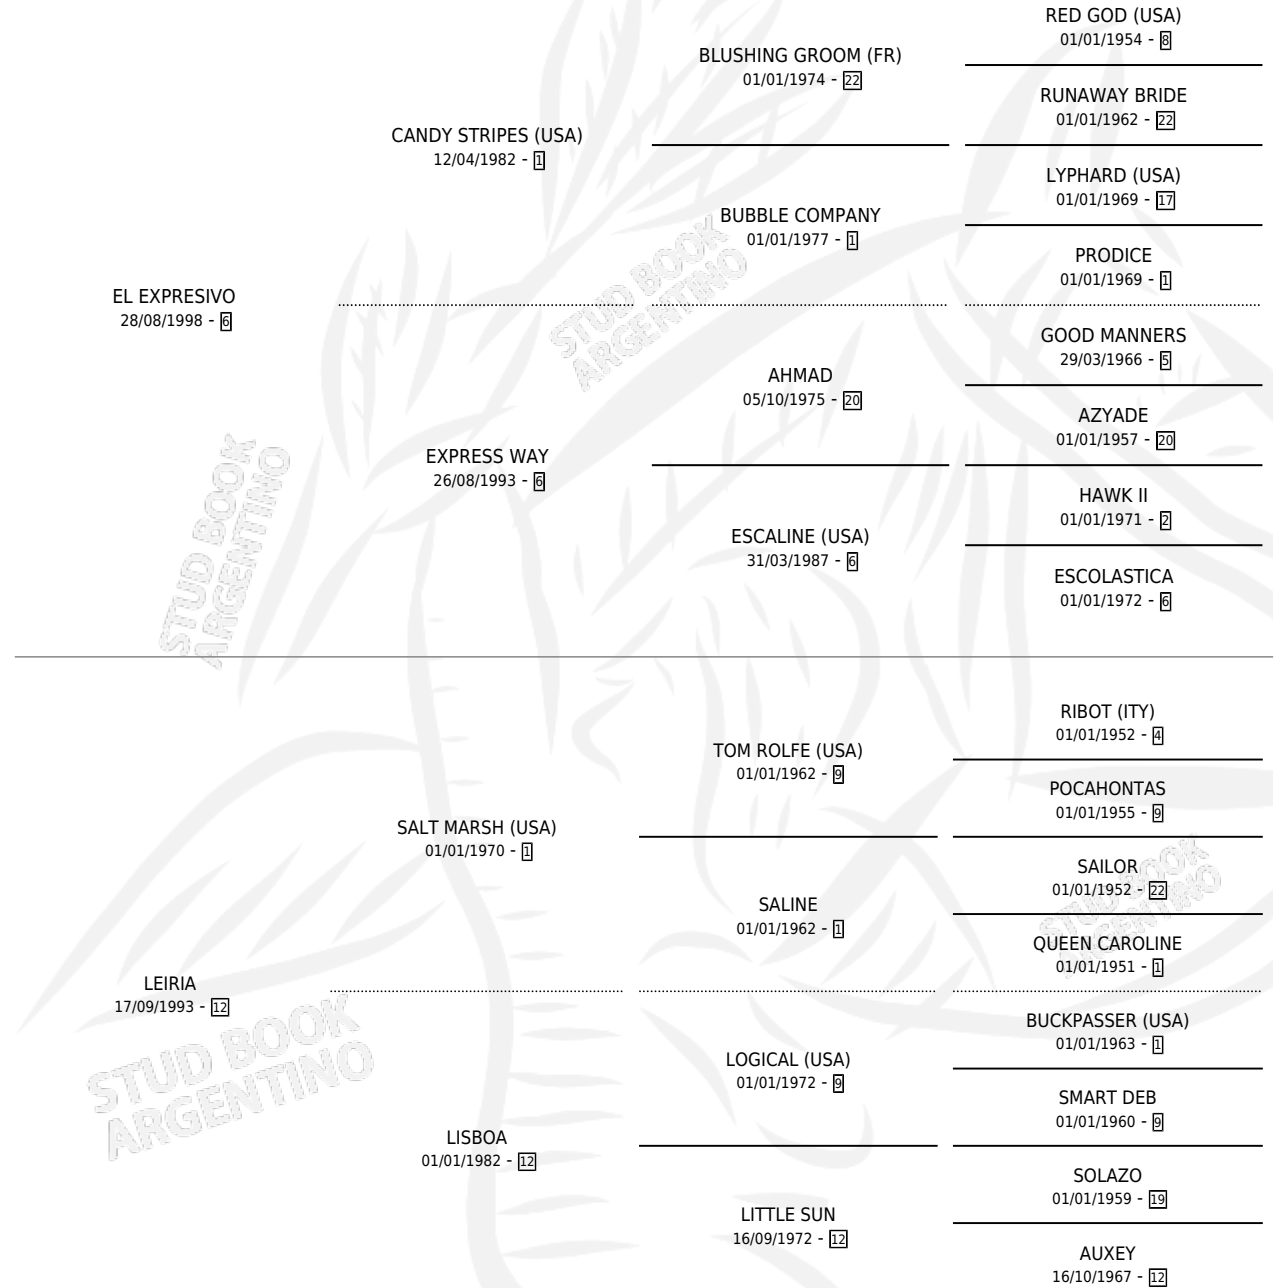 RED GOD (USA)
01/01/1954 - 8
BLUSHING GROOM (FR)
01/01/1974 - 22
RUNAWAY BRIDE
01/01/1962 - 22
CANDY STRIPES (USA)
12/04/1982 - 1
LYPHARD (USA)
01/01/1969 - 17
BUBBLE COMPANY
01/01/1977 - 1
PRODICE
01/01/1969 - 1
EL EXPRESIVO
28/08/1998 - 6
STUD BOOK
ARGENTINO
GOOD MANNERS
29/03/1966 - 5
AHMAD
05/10/1975 - 20
AZYADE
01/01/1957 - 20
EXPRESS WAY
26/08/1993 - 6
HAWK II
01/01/1971 - 2
ESCALINE (USA)
31/03/1987 - 6
ESCOLASTICA
01/01/1972 - 6
STUD BOOK
ARGENTINO
RIBOT (ITY)
01/01/1952 - 4
TOM ROLFE (USA)
01/01/1962 - 9
POCAHONTAS
01/01/1955 - 9
SALT MARSH (USA)
01/01/1970 - 1
SAILOR
01/01/1952 - 22
SALINE
01/01/1962 - 1
QUEEN CAROLINE
01/01/1951 - 1
STUD BOOK
ARGENTINO
LEIRIA
17/09/1993 - 12
BUCKPASSER (USA)
01/01/1963 - 1
LOGICAL (USA)
01/01/1972 - 9
SMART DEB
01/01/1960 - 9
STUD BOOK
ARGENTINO
LISBOA
01/01/1982 - 12
SOLAZO
01/01/1959 - 19
LITTLE SUN
16/09/1972 - 12
AUXEY
16/10/1967 - 12